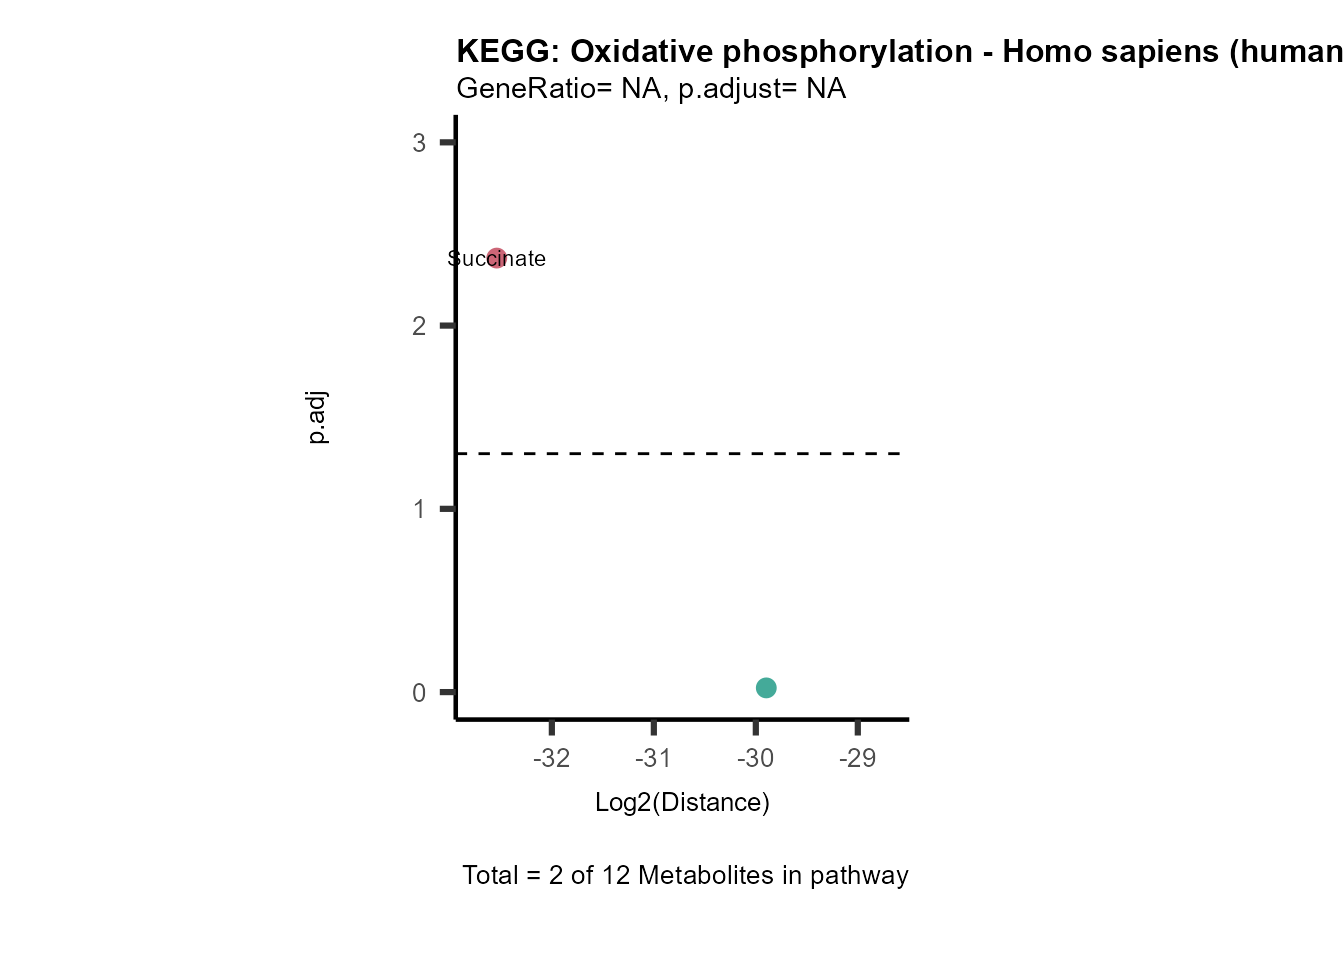 KEGG: Oxidative phosphorylation - Homo sapiens (human
GeneRatio= NA, p.adjust= NA
3
Succinate
2
p.adj
1
0
-32 -31 -30 -29
Log2(Distance)
Total = 2 of 12 Metabolites in pathway